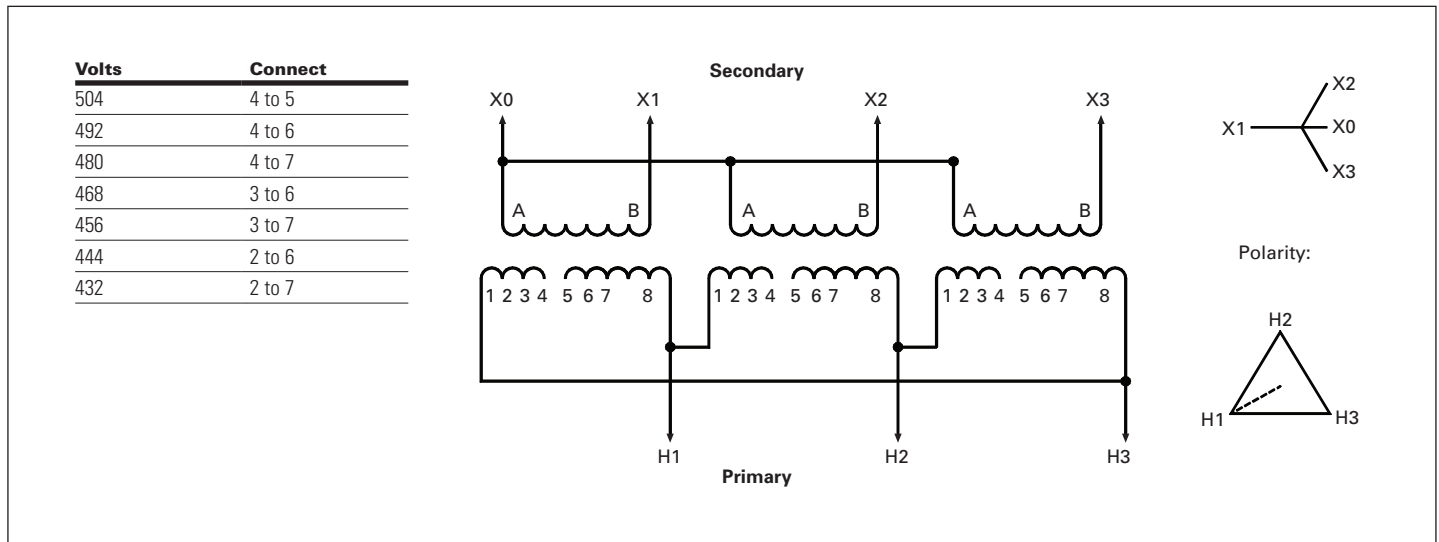 Volts Connect
504 4 to 5
492 4 to 6
480 4 to 7
468 3 to 6
456 3 to 7
444 2 to 6
432 2 to 7
Secondary
X0 X1 X2 X3
A B A B A B
1 2 3 4 5 6 7 8 1 2 3 4 5 6 7 8 1 2 3 4 5 6 7 8
H1 H2 H3
Primary
X2
X1 X0
X3
Polarity:
H2
H1 H3